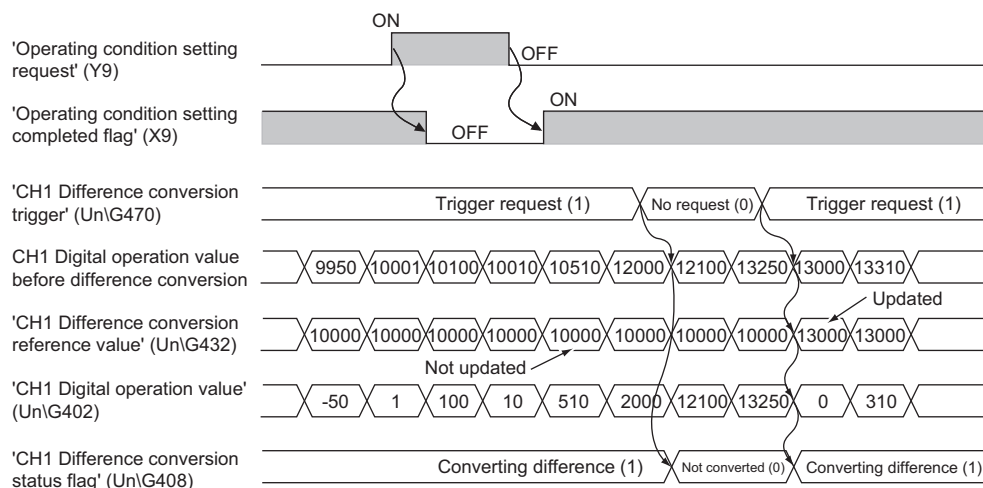 ON
'Operating condition setting
request' (Y9)
OFF
'Operating condition setting
completed flag' (X9)
ON
OFF
'CH1 Difference conversion
trigger' (Un\G470)
Trigger request (1) No request (0) Trigger request (1)
CH1 Digital operation value
before difference conversion
9950 10001 10100 10010 10510 12000 12100 13250 13000 13310
Updated
'CH1 Difference conversion
reference value' (Un\G432)
10000 10000 10000 10000 10000 10000 10000 10000 13000 13000
Not updated
'CH1 Digital operation value'
(Un\G402)
-50 1 100 10 510 2000 12100 13250 0 310
'CH1 Difference conversion
status flag' (Un\G408)
Converting difference (1) Not converted (0) Converting difference (1)